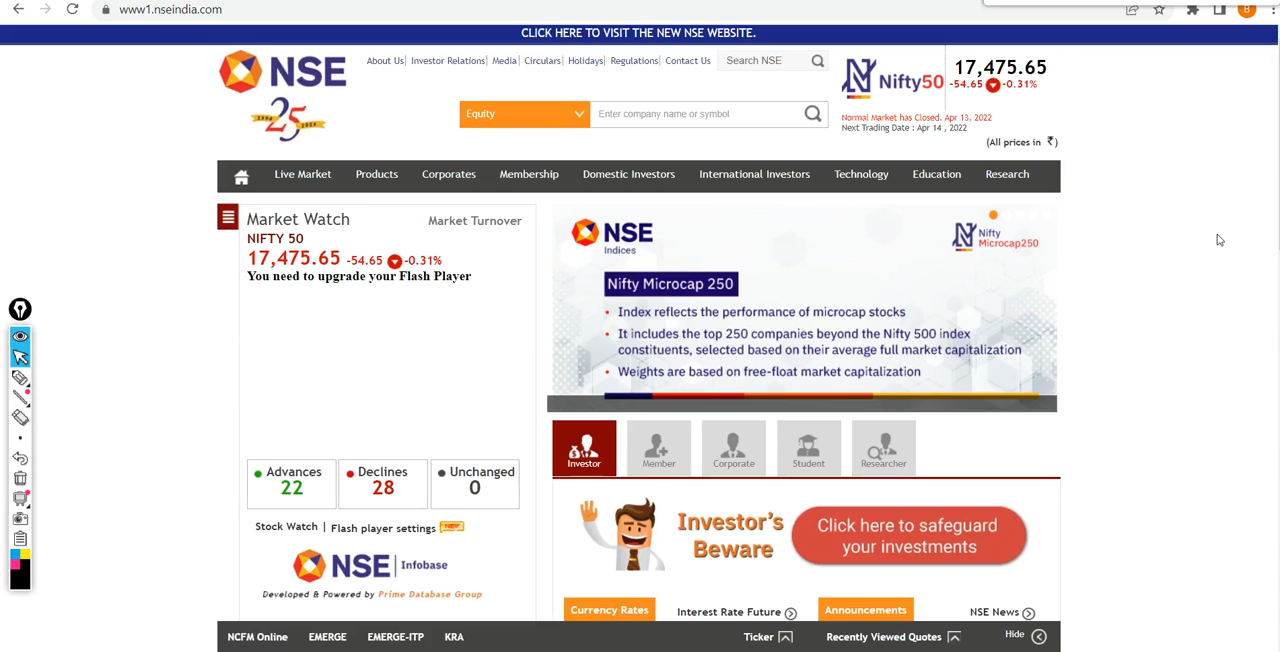 www1.nseindia.com
B
CLICK HERE TO VISIT THE NEW NSE WEBSITE.
NSE
25
About Us| Investor Relations| Media| Circulars| Holidays| Regulations| Contact Us
Search NSE
Equity
Enter company name or symbol
Nifty50
17,475.65
-54.65 -0.31%
Normal Market has Closed. Apr 13, 2022
Next Trading Date : Apr 14 , 2022
(All prices in ₹)
Live Market Products Corporates Membership Domestic Investors International Investors Technology Education Research
Market Watch Market Turnover
NIFTY 50
17,475.65 -54.65 -0.31%
You need to upgrade your Flash Player
Advances
22
Declines
28
Unchanged
0
Stock Watch | Flash player settings NEW
NSE | Infobase
Developed & Powered by Prime Database Group
NSE
Indices
Nifty
Microcap250
Nifty Microcap 250
• Index reflects the performance of microcap stocks
• It includes the top 250 companies beyond the Nifty 500 index
constituents, selected based on their average full market capitalization
• Weights are based on free-float market capitalization
Investor Member Corporate Student Researcher
Investor's
Beware
Click here to safeguard
your investments
Currency Rates Interest Rate Future
Announcements NSE News
NCFM Online EMERGE EMERGE-ITP KRA Ticker Recently Viewed Quotes Hide